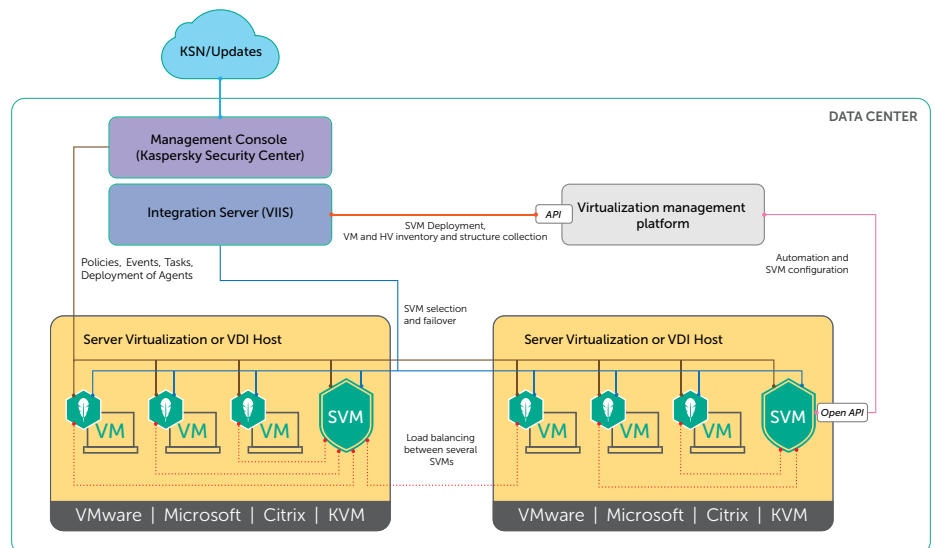 KSN/Updates
DATA CENTER
Management Console
(Kaspersky Security Center)
Integration Server (VIIS)
API
Virtualization management
platform
SVM Deployment,
VM and HV inventory and structure collection
Policies, Events, Tasks,
Deployment of Agents
Automation and
SVM configuration
SVM selection
and failover
Server Virtualization or VDI Host
VM
VM
VM
SVM
VMware | Microsoft | Citrix | KVM
Load balancing
between several
SVMs
Server Virtualization or VDI Host
VM
VM
VM
SVM
Open API
VMware | Microsoft | Citrix | KVM